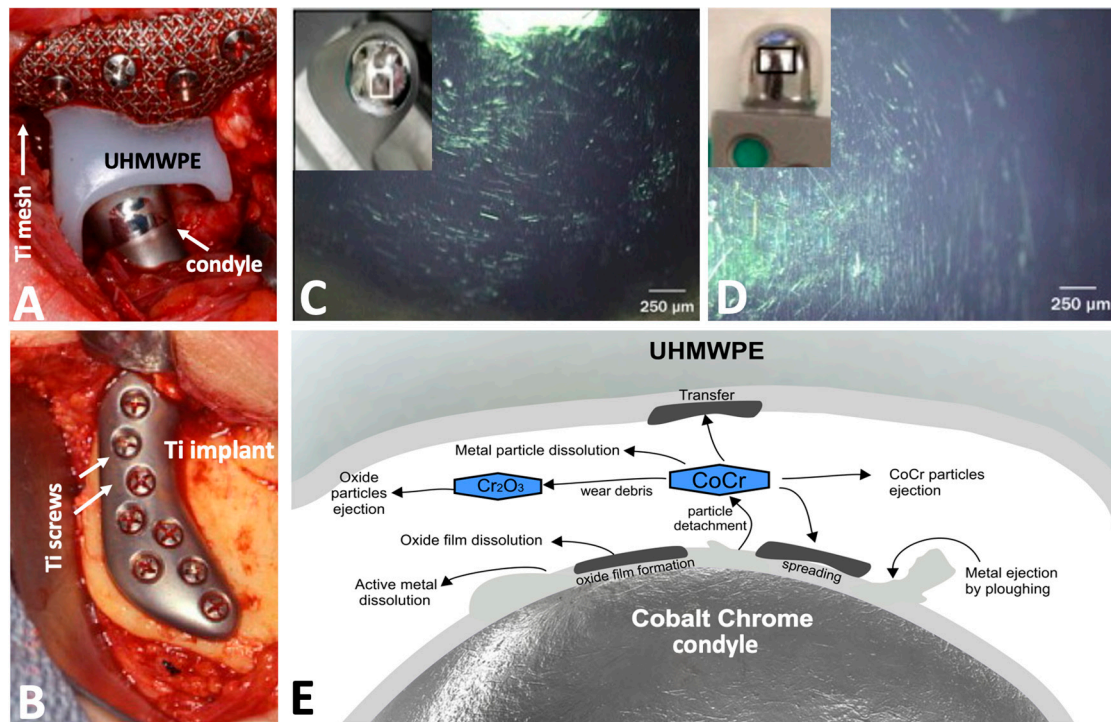 UHMWPE
Ti mesh
condyle
A
C
250 µm
D
250 µm
Ti implant
Ti screws
B
UHMWPE
Transfer
Metal particle dissolution
Oxide
particles
ejection
Cr₂O₃
wear debris
CoCr
CoCr particles
ejection
particle
detachment
Oxide film dissolution
oxide film formation
spreading
Active metal
dissolution
Metal ejection
by ploughing
Cobalt Chrome
condyle
E